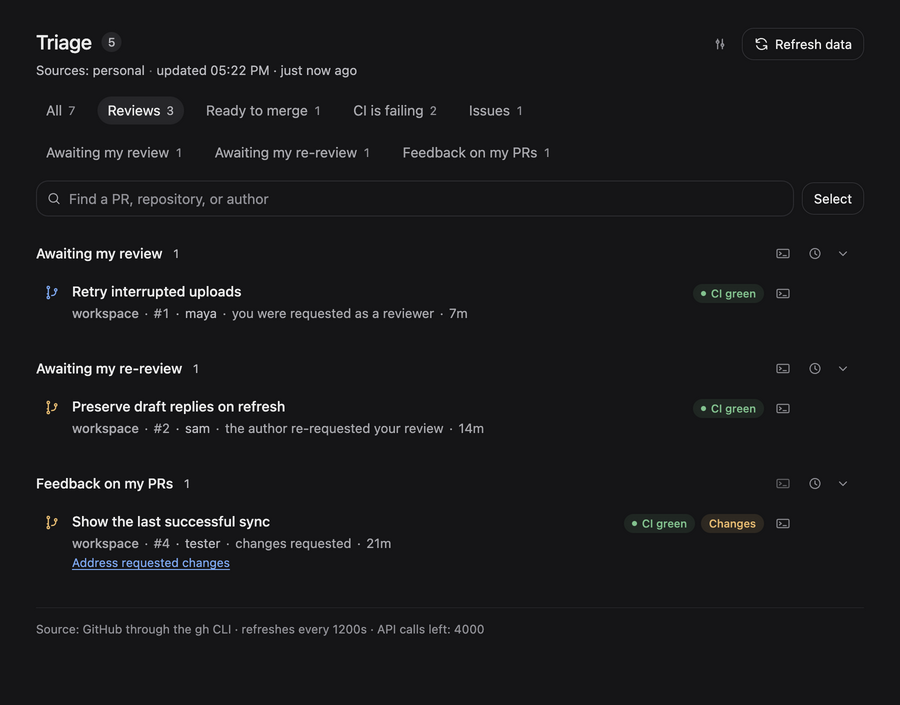 Triage 5
Refresh data
Sources: personal · updated 05:22 PM · just now ago
All 7 Reviews 3 Ready to merge 1 CI is failing 2 Issues 1
Awaiting my review 1 Awaiting my re-review 1 Feedback on my PRs 1
Find a PR, repository, or author
Select
Awaiting my review 1
Retry interrupted uploads
CI green
workspace · #1 · maya · you were requested as a reviewer · 7m
Awaiting my re-review 1
Preserve draft replies on refresh
CI green
workspace · #2 · sam · the author re-requested your review · 14m
Feedback on my PRs 1
Show the last successful sync
CI green Changes
workspace · #4 · tester · changes requested · 21m
Address requested changes
Source: GitHub through the gh CLI · refreshes every 1200s · API calls left: 4000